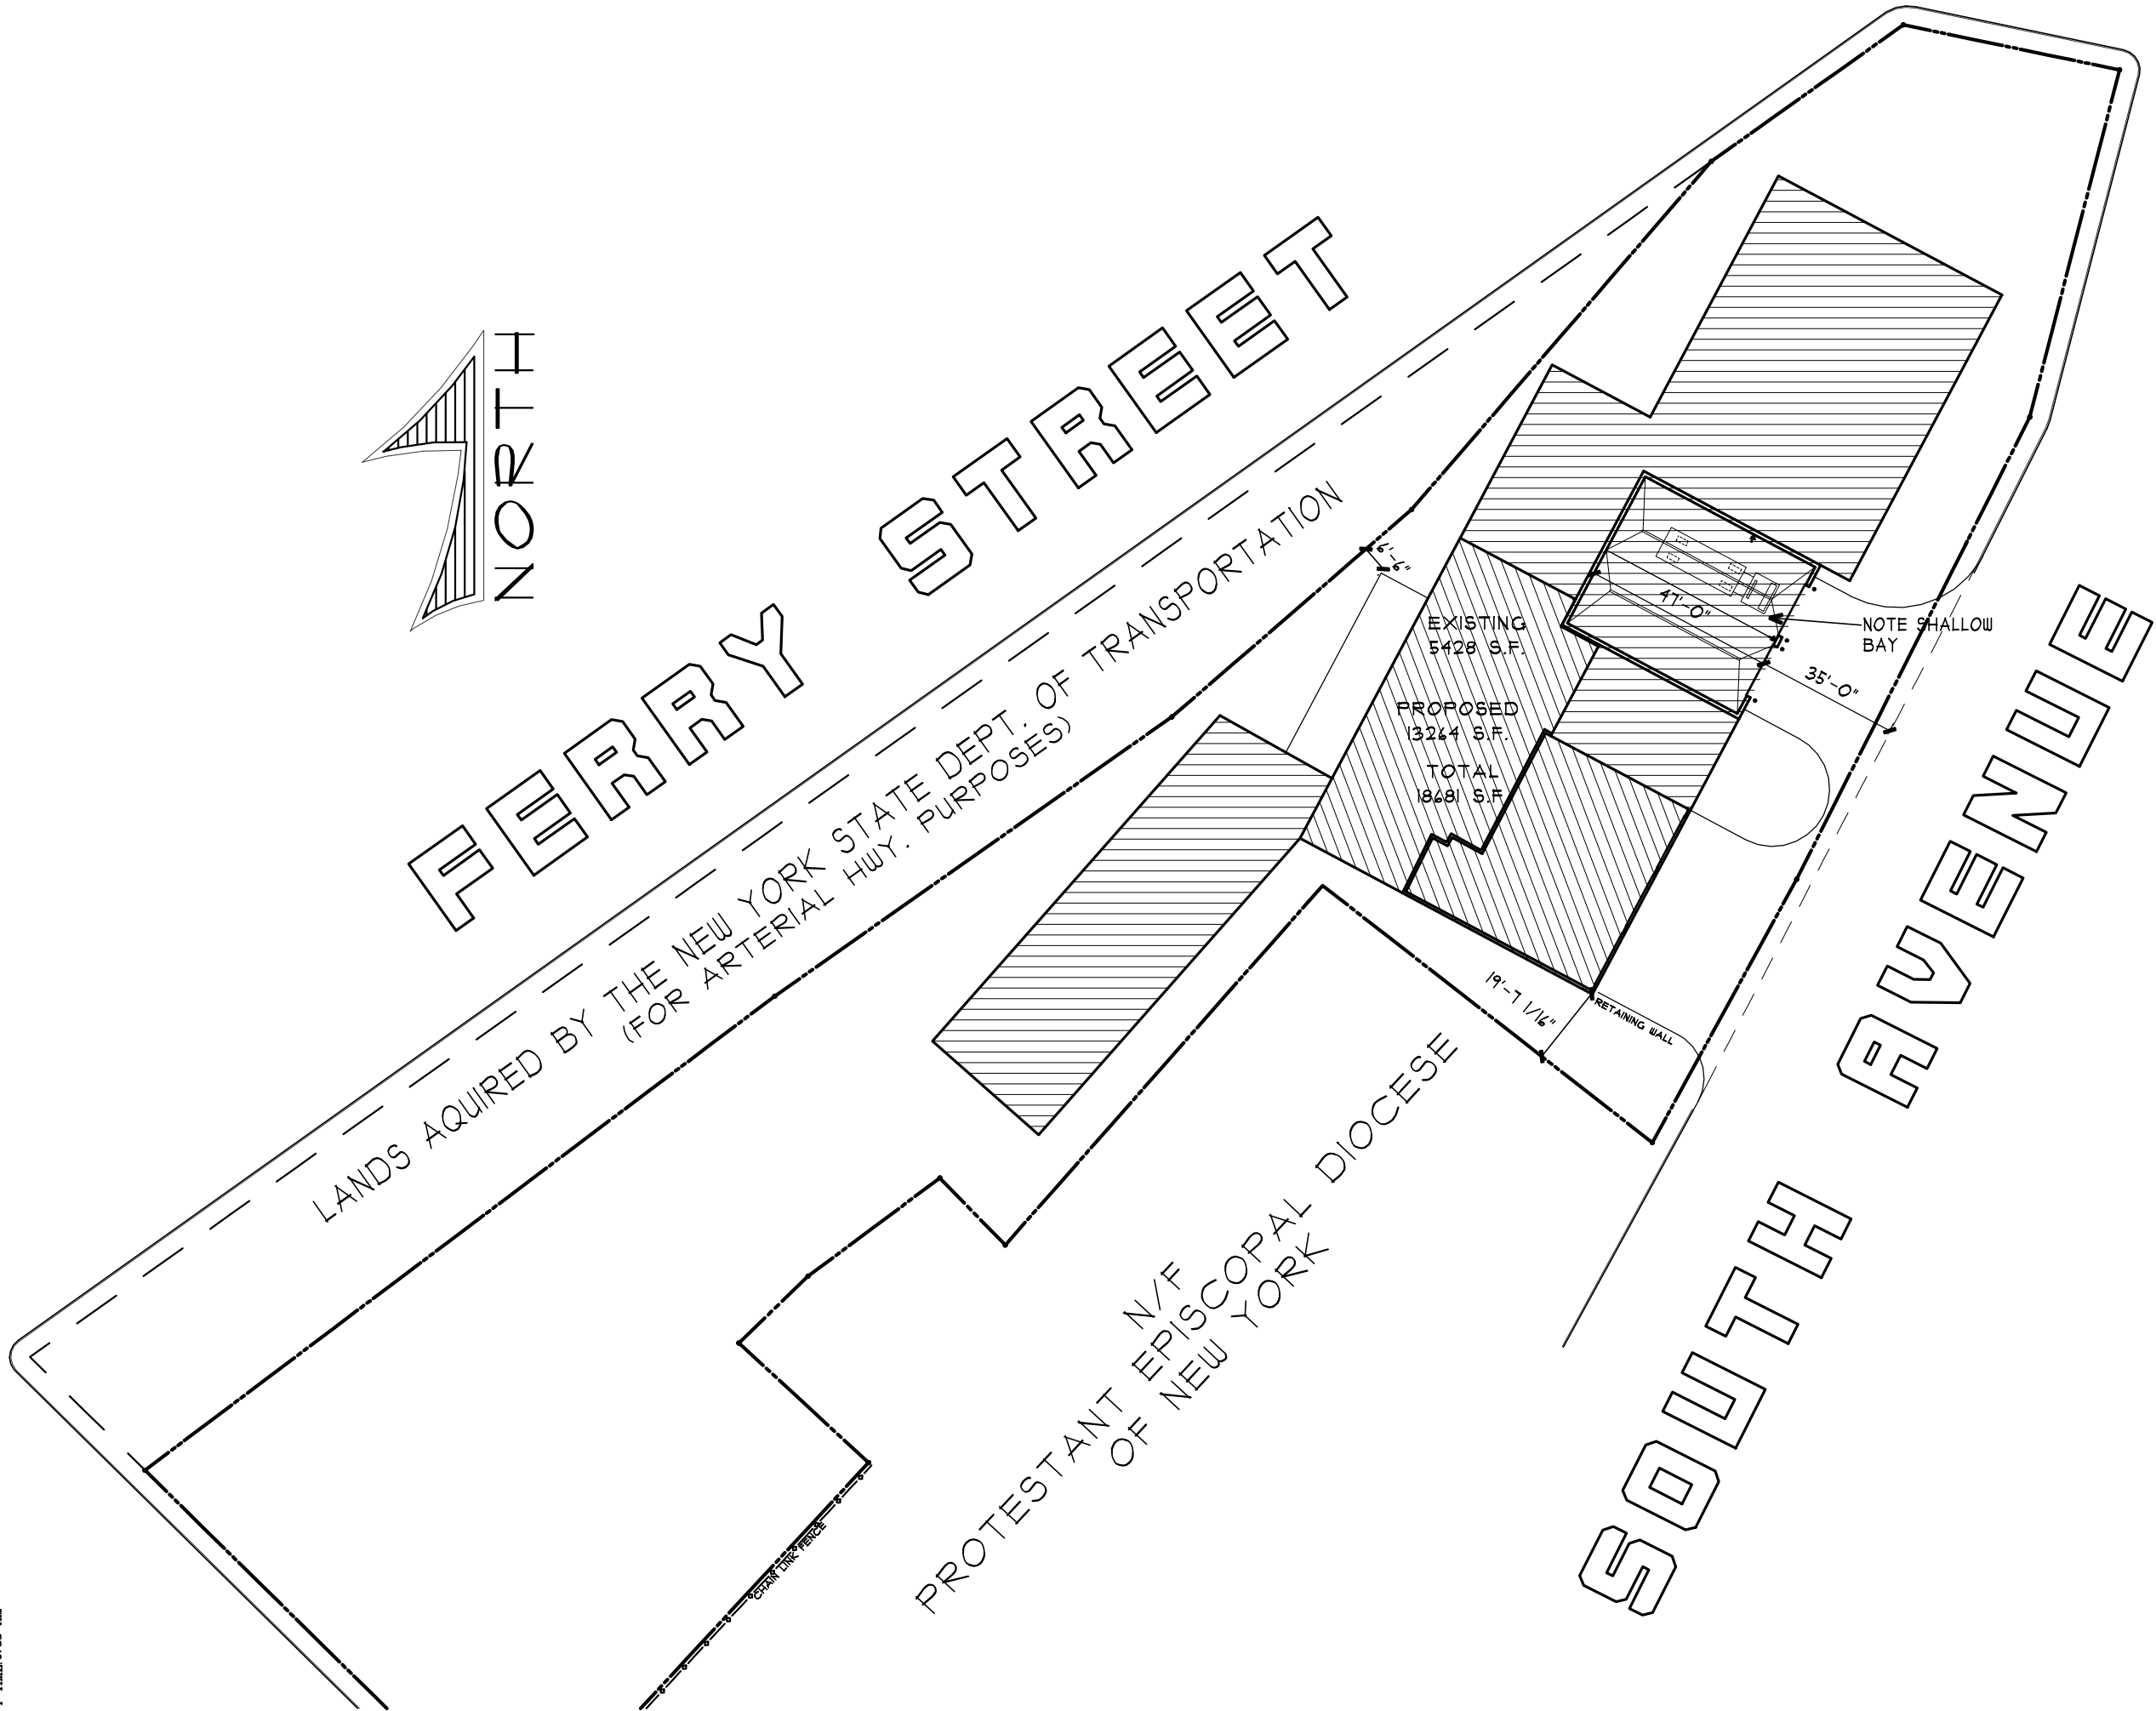 NORTH
FERRY STREET
LANDS AQUIRED BY THE NEW YORK STATE DEPT. OF TRANSPORTATION
(FOR ARTERIAL HWY. PURPOSES)
6'-6"
EXISTING
5428 S.F.
PROPOSED
13264 S.F.
TOTAL
18681 S.F.
47'-0"
NOTE SHALLOW
BAY
35'-0"
19'-7 1/16"
RETAINING WALL
SOUTH AVENUE
N/F
PROTESTANT EPISCOPAL DIOCESE
OF NEW YORK
CHAIN LINK FENCE